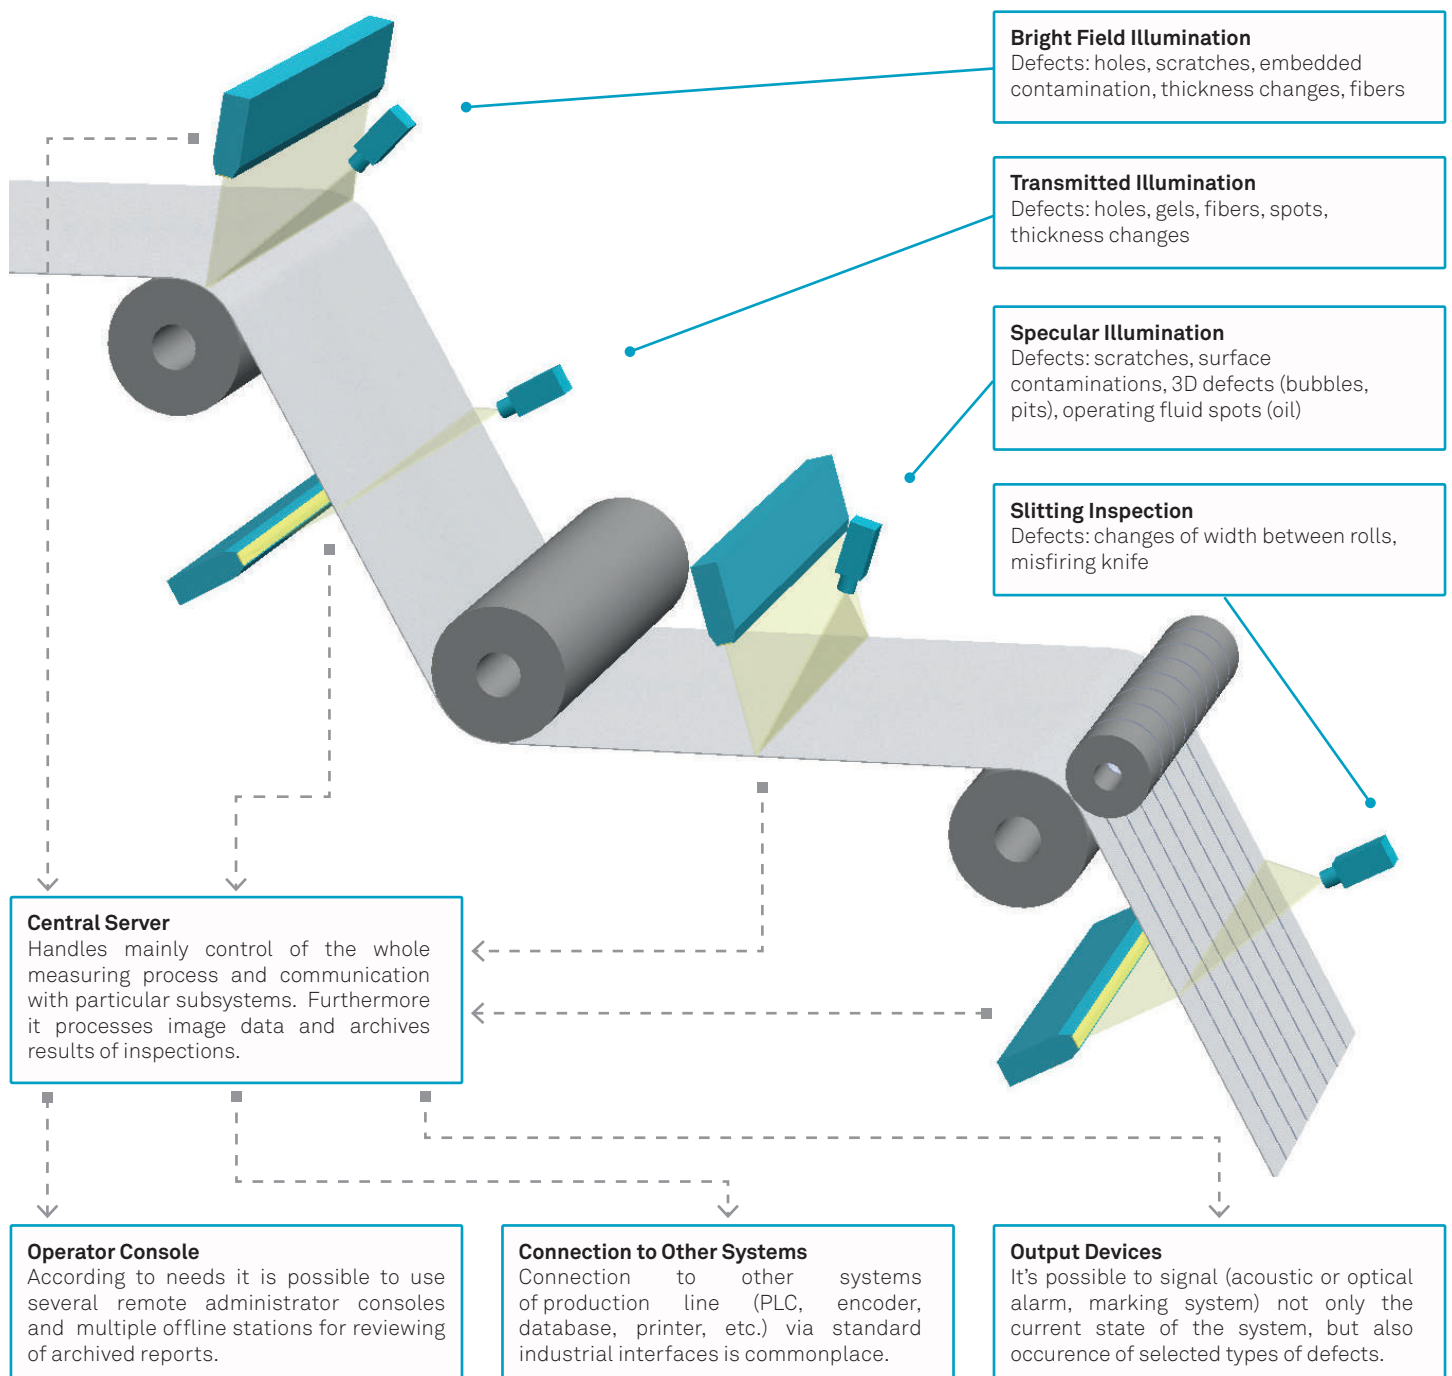 Bright Field Illumination
Defects: holes, scratches, embedded
contamination, thickness changes, fibers
Transmitted Illumination
Defects: holes, gels, fibers, spots,
thickness changes
Specular Illumination
Defects: scratches, surface
contaminations, 3D defects (bubbles,
pits), operating fluid spots (oil)
Slitting Inspection
Defects: changes of width between rolls,
misfiring knife
Central Server
Handles mainly control of the whole
measuring process and communication
with particular subsystems. Furthermore
it processes image data and archives
results of inspections.
Operator Console
According to needs it is possible to use
several remote administrator consoles
and multiple offline stations for reviewing
of archived reports.
Connection to Other Systems
Connection to other systems
of production line (PLC, encoder,
database, printer, etc.) via standard
industrial interfaces is commonplace.
Output Devices
It's possible to signal (acoustic or optical
alarm, marking system) not only the
current state of the system, but also
occurence of selected types of defects.